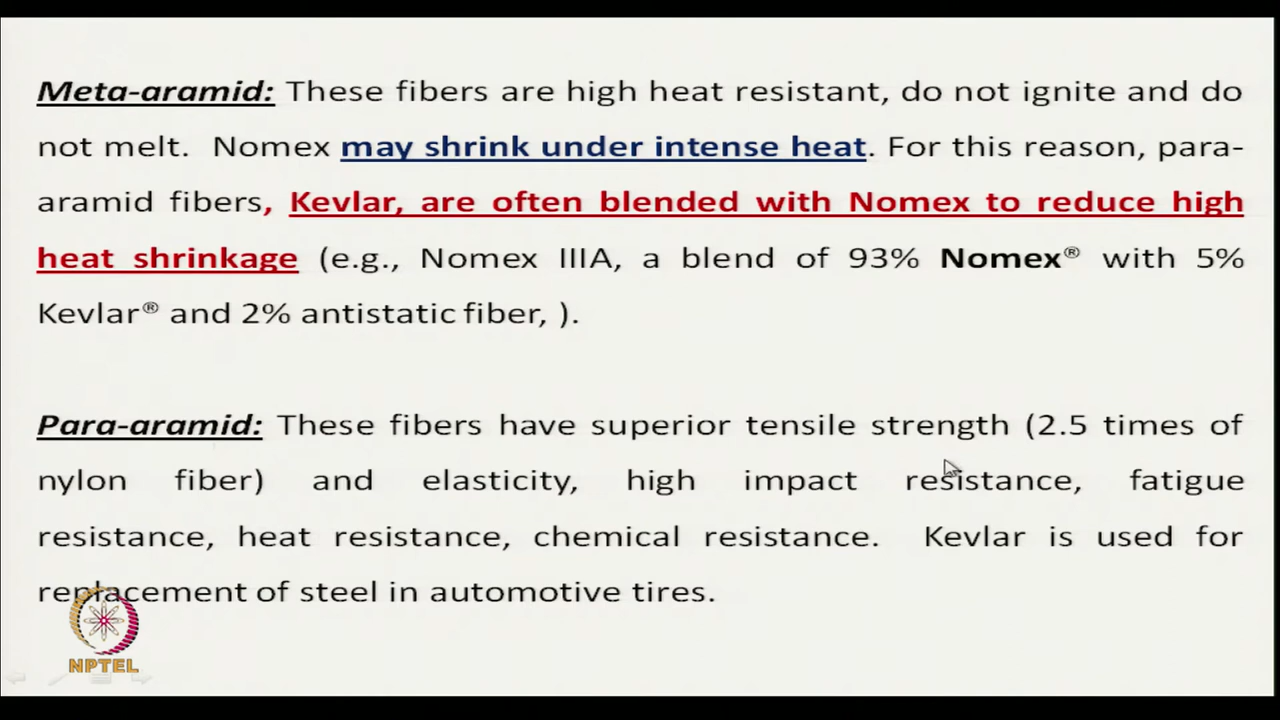 Meta-aramid: These fibers are high heat resistant, do not ignite and do
not melt. Nomex may shrink under intense heat. For this reason, para-
aramid fibers, Kevlar, are often blended with Nomex to reduce high
heat shrinkage (e.g., Nomex IIIA, a blend of 93% Nomex® with 5%
Kevlar® and 2% antistatic fiber, ).
Para-aramid: These fibers have superior tensile strength (2.5 times of
nylon fiber) and elasticity, high impact resistance, fatigue
resistance, heat resistance, chemical resistance. Kevlar is used for
replacement of steel in automotive tires.
NPTEL